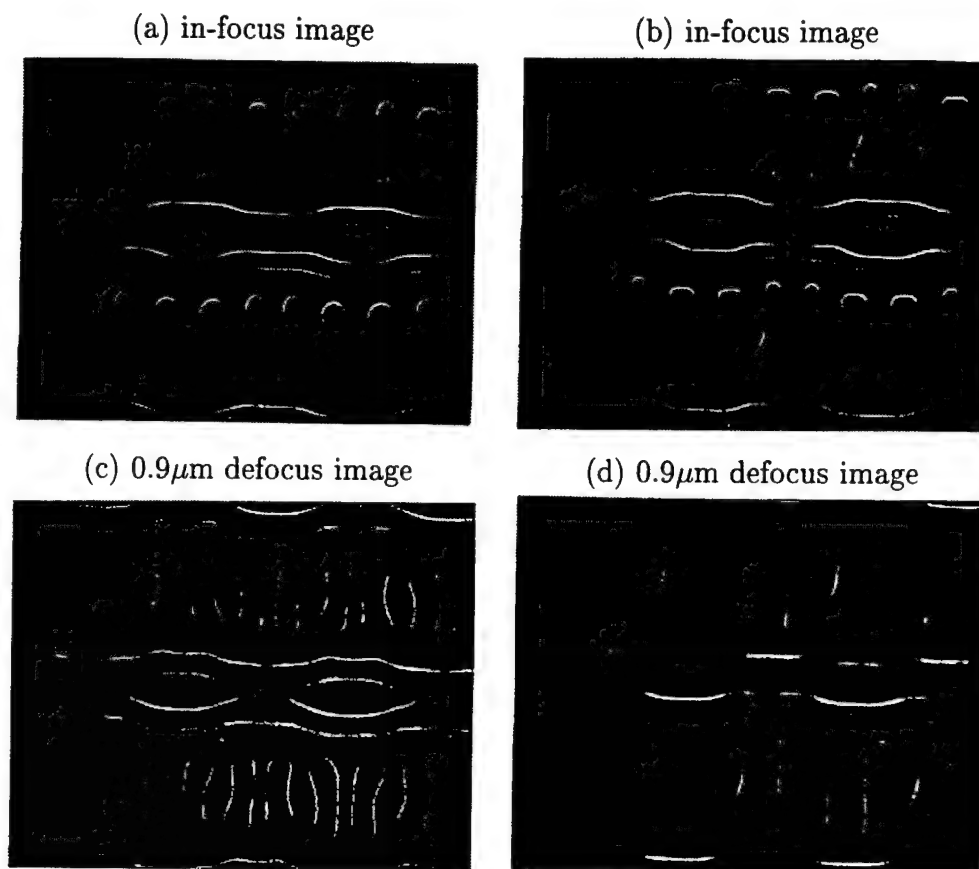 (a) in-focus image
(b) in-focus image
(c) 0.9μm defocus image
(d) 0.9μm defocus image